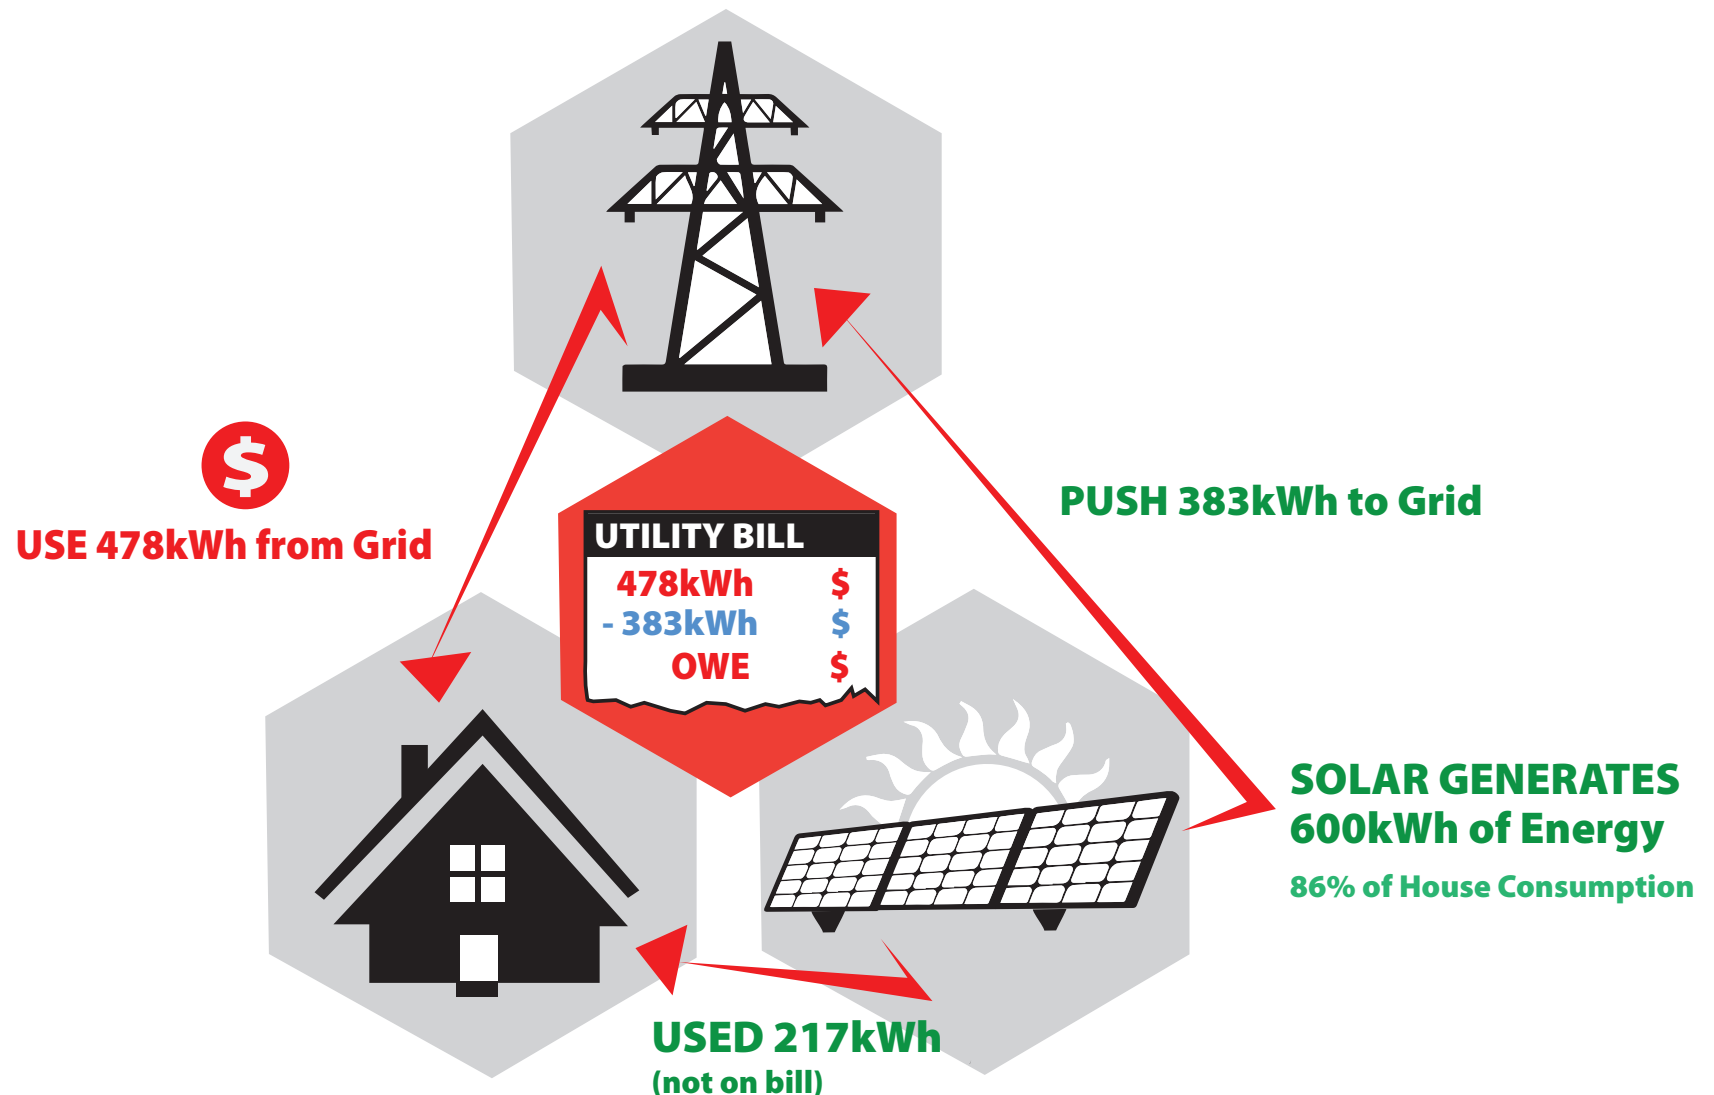 $
USE 478kWh from Grid
PUSH 383kWh to Grid
UTILITY BILL
478kWh $
- 383kWh $
OWE $
SOLAR GENERATES
600kWh of Energy
86% of House Consumption
USED 217kWh
(not on bill)